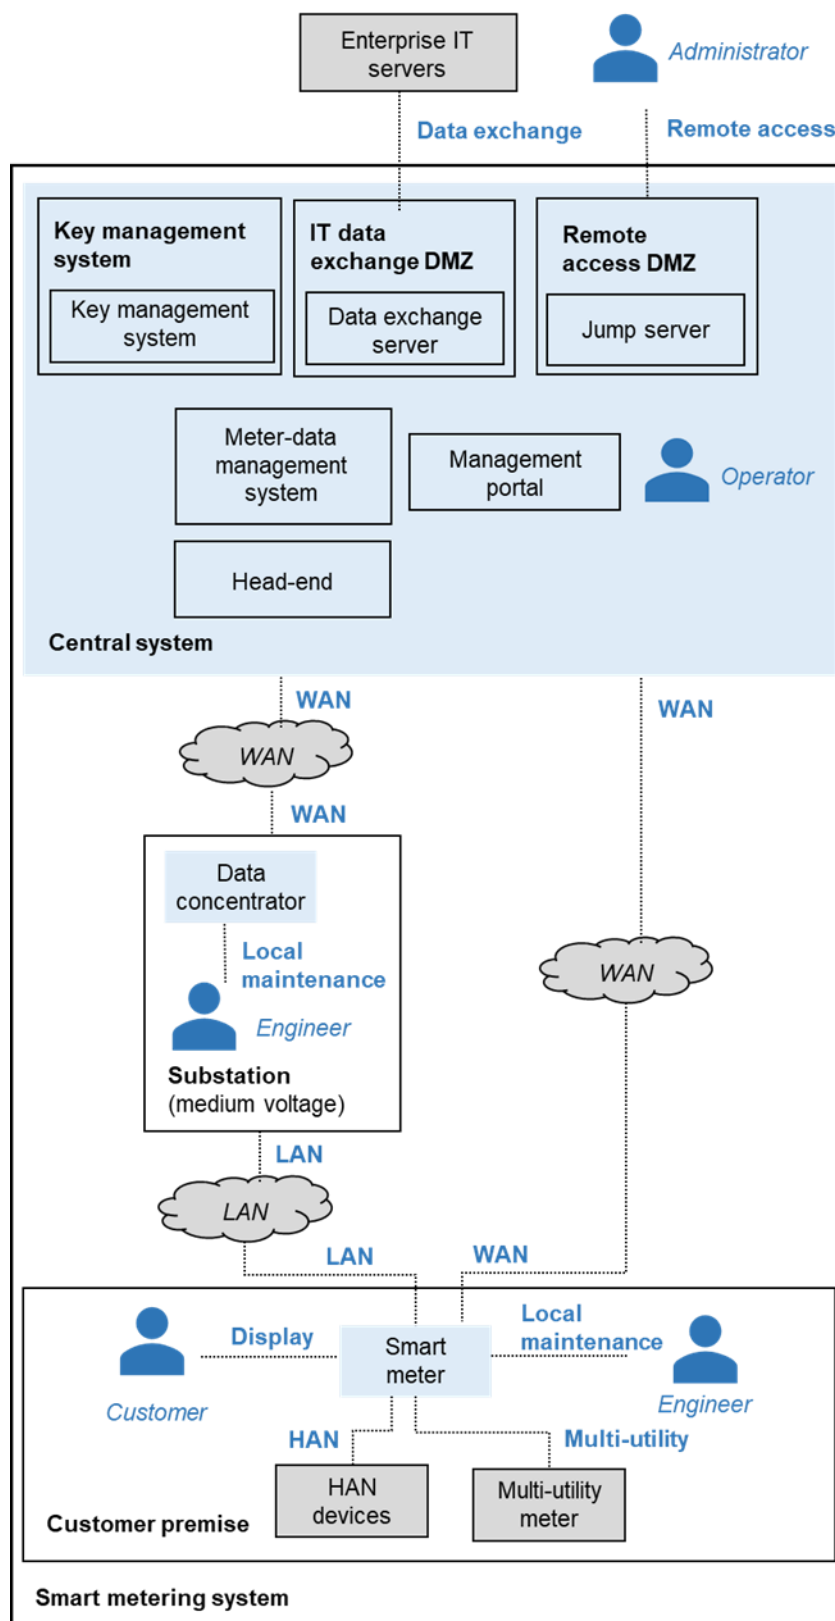 Enterprise IT
servers
Administrator
Data exchange
Remote access
Key management
system
Key management
system
IT data
exchange DMZ
Data exchange
server
Remote
access DMZ
Jump server
Meter-data
management
system
Management
portal
Operator
Head-end
Central system
WAN
WAN
WAN
WAN
Data
concentrator
Local
maintenance
Engineer
Substation
(medium voltage)
WAN
LAN
LAN
LAN
WAN
Display
Customer
Smart
meter
Local
maintenance
Engineer
HAN
Multi-utility
HAN
devices
Multi-utility
meter
Customer premise
Smart metering system